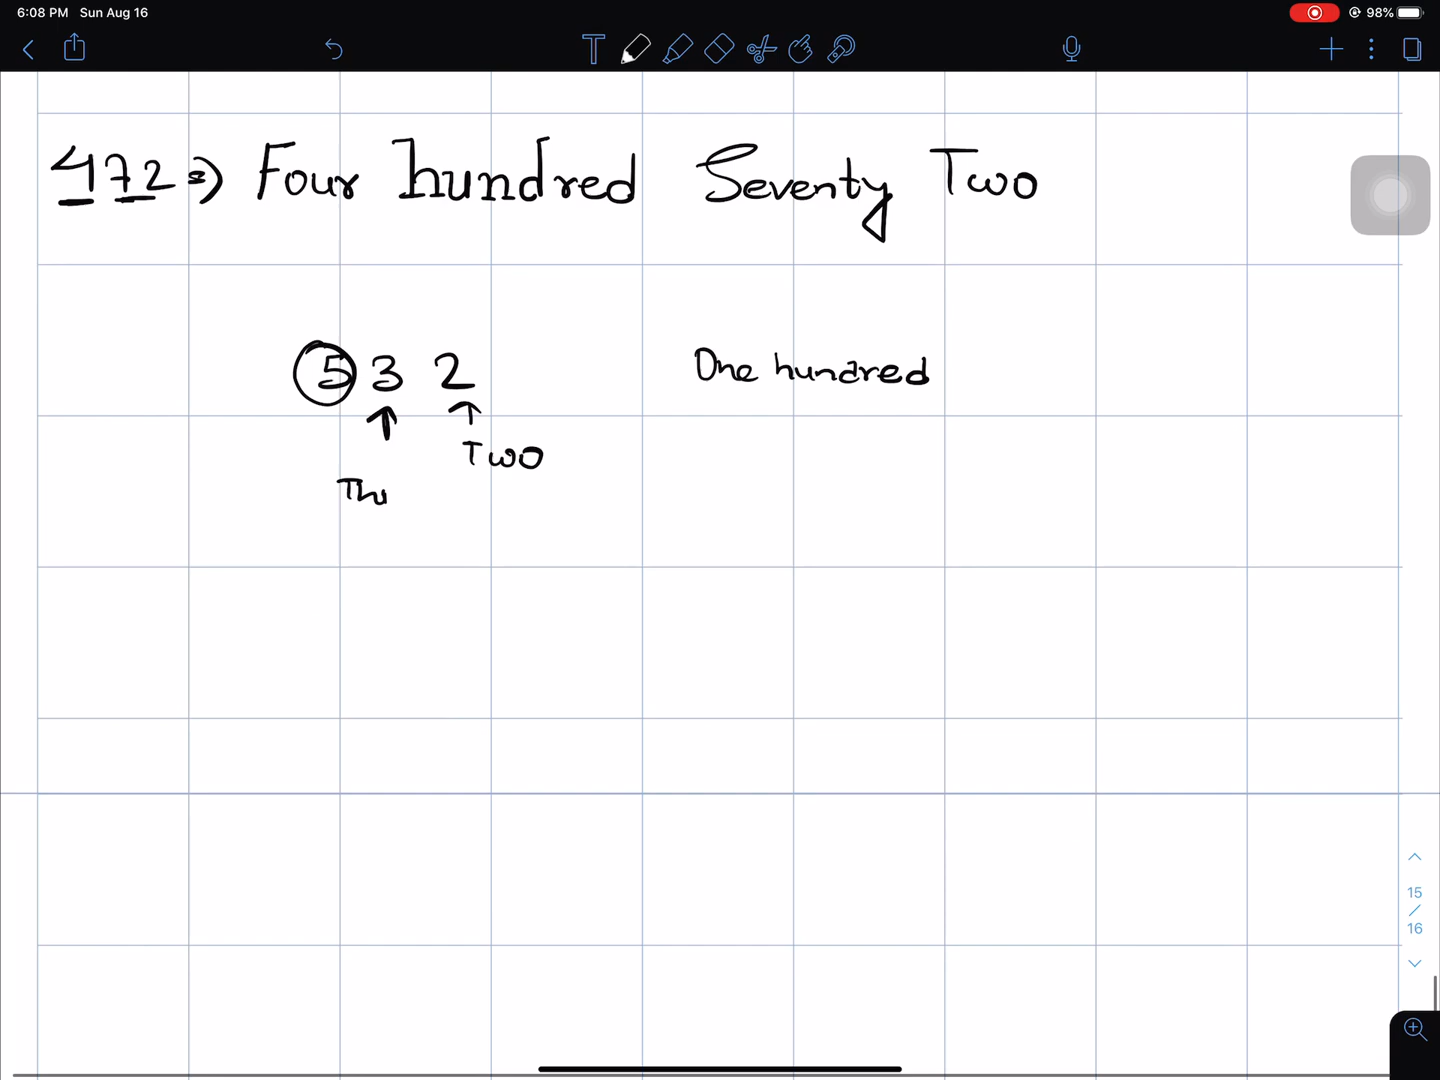 6:08 PM Sun Aug 16
98%
472 => Four hundred Seventy Two
5 3 2 One hundred
Two
Thi
15
/
16